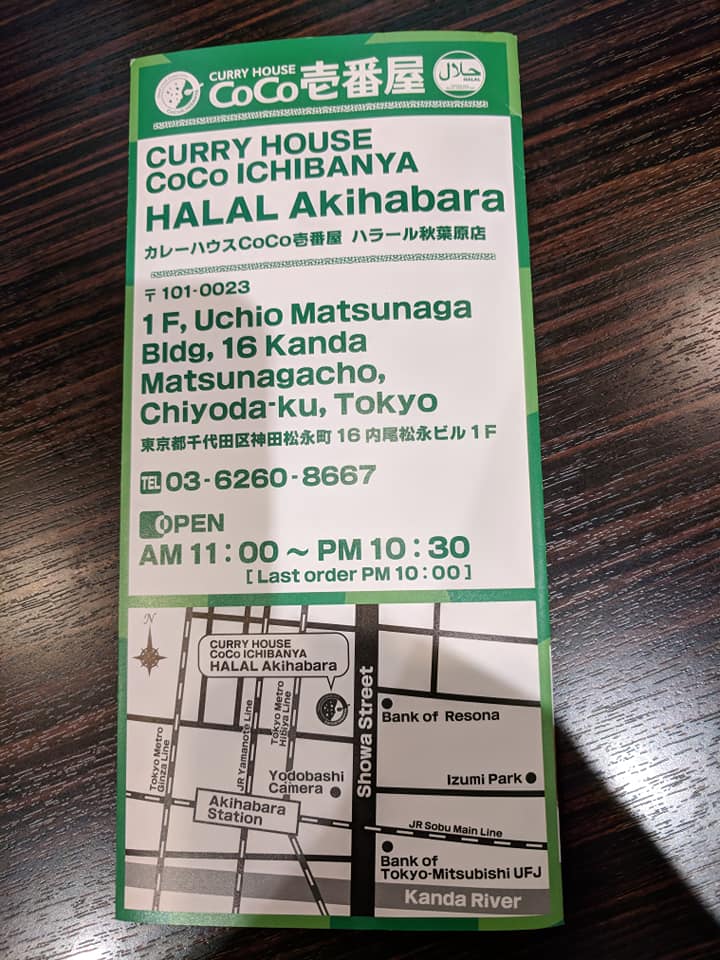 CURRY HOUSE
CoCo壱番屋
حلال
HALAL
CURRY HOUSE
CoCo ICHIBANYA
HALAL Akihabara
カレーハウスCoCo壱番屋 ハラール秋葉原店
〒101-0023
1F, Uchio Matsunaga
Bldg, 16 Kanda
Matsunagacho,
Chiyoda-ku, Tokyo
東京都千代田区神田松永町16内尾松永ビル1F
TEL 03-6260-8667
OPEN
AM 11:00 ~ PM 10:30
[ Last order PM 10:00 ]
N
CURRY HOUSE
CoCo ICHIBANYA
HALAL Akihabara
Tokyo Metro
Ginza Line
JR Yamanote Line
Tokyo Metro
Hibiya Line
Showa Street
Bank of Resona
Yodobashi
Camera
Izumi Park
Akihabara
Station
JR Sobu Main Line
Bank of
Tokyo-Mitsubishi UFJ
Kanda River